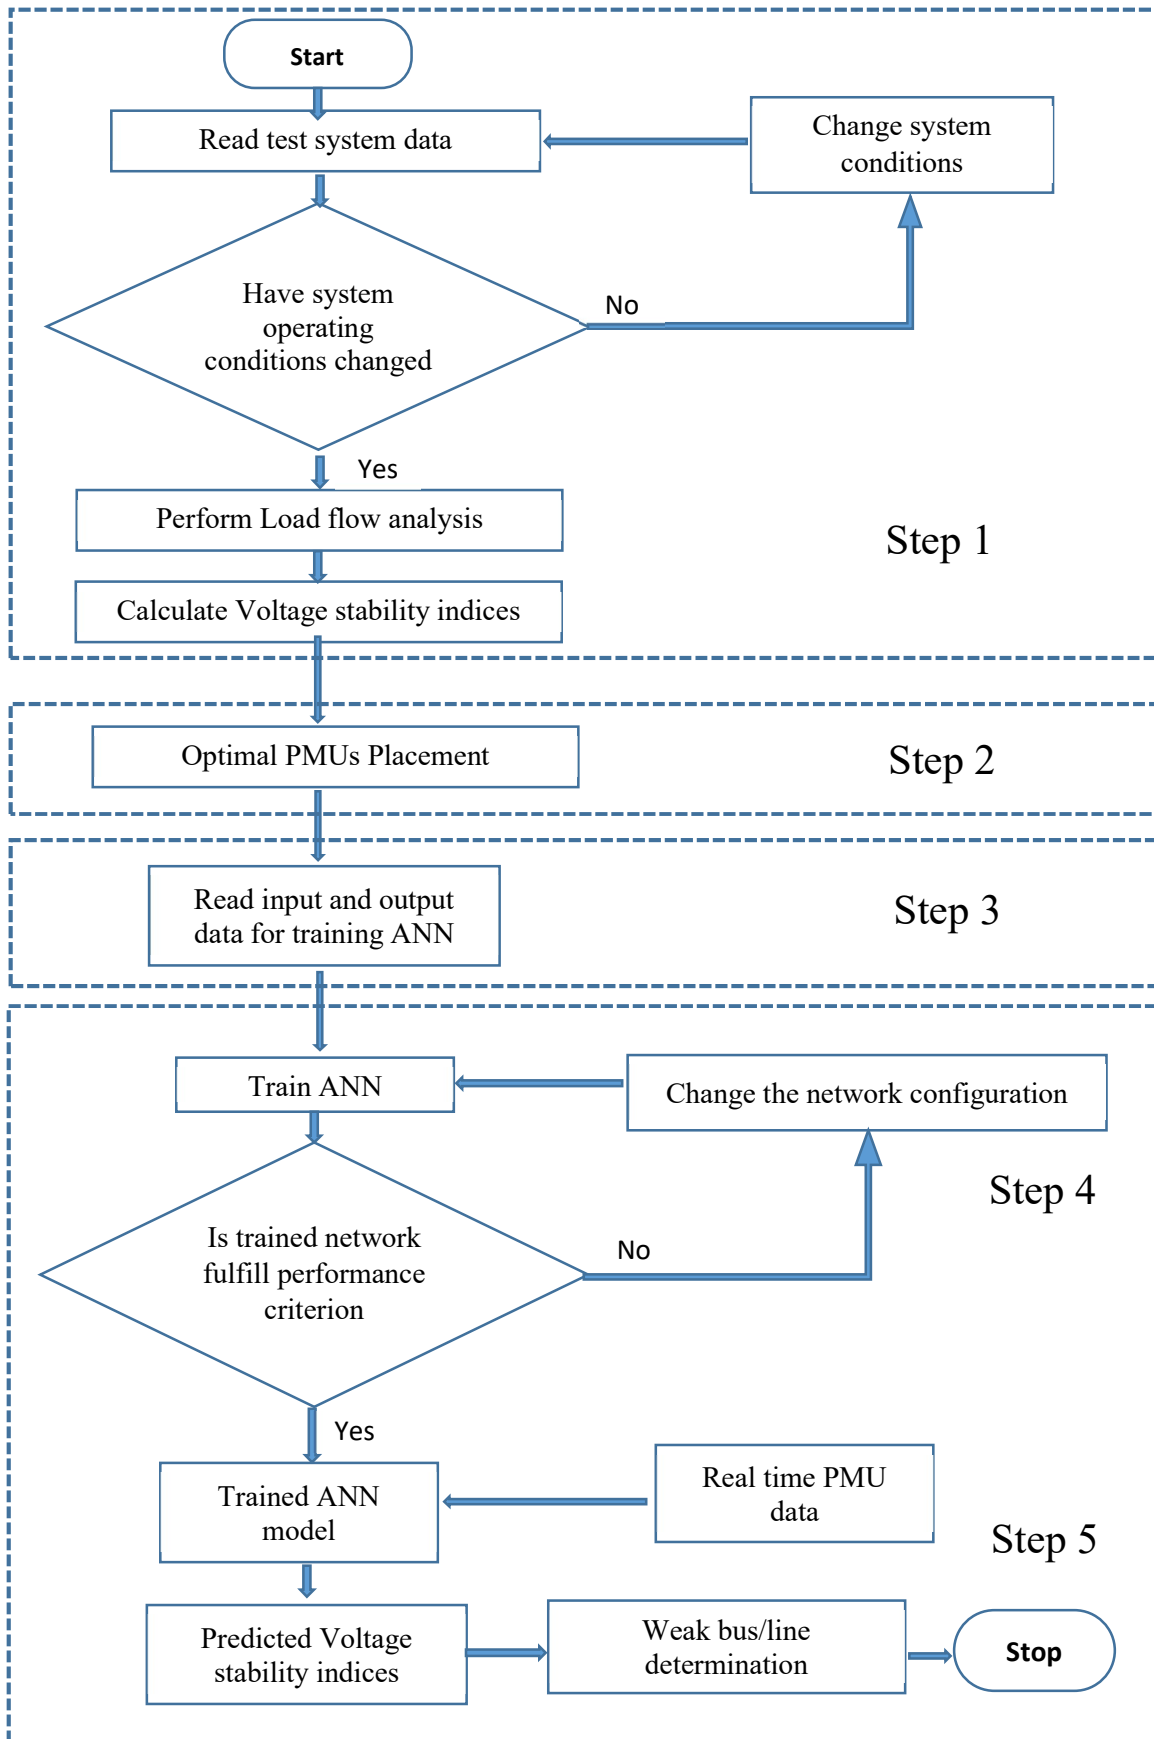 Start
Read test system data
Change system
conditions
Have system
operating
conditions changed
No
Yes
Perform Load flow analysis
Step 1
Calculate Voltage stability indices
Optimal PMUs Placement
Step 2
Read input and output
data for training ANN
Step 3
Train ANN
Change the network configuration
Step 4
Is trained network
fulfill performance
criterion
No
Yes
Trained ANN
model
Real time PMU
data
Step 5
Predicted Voltage
stability indices
Weak bus/line
determination
Stop